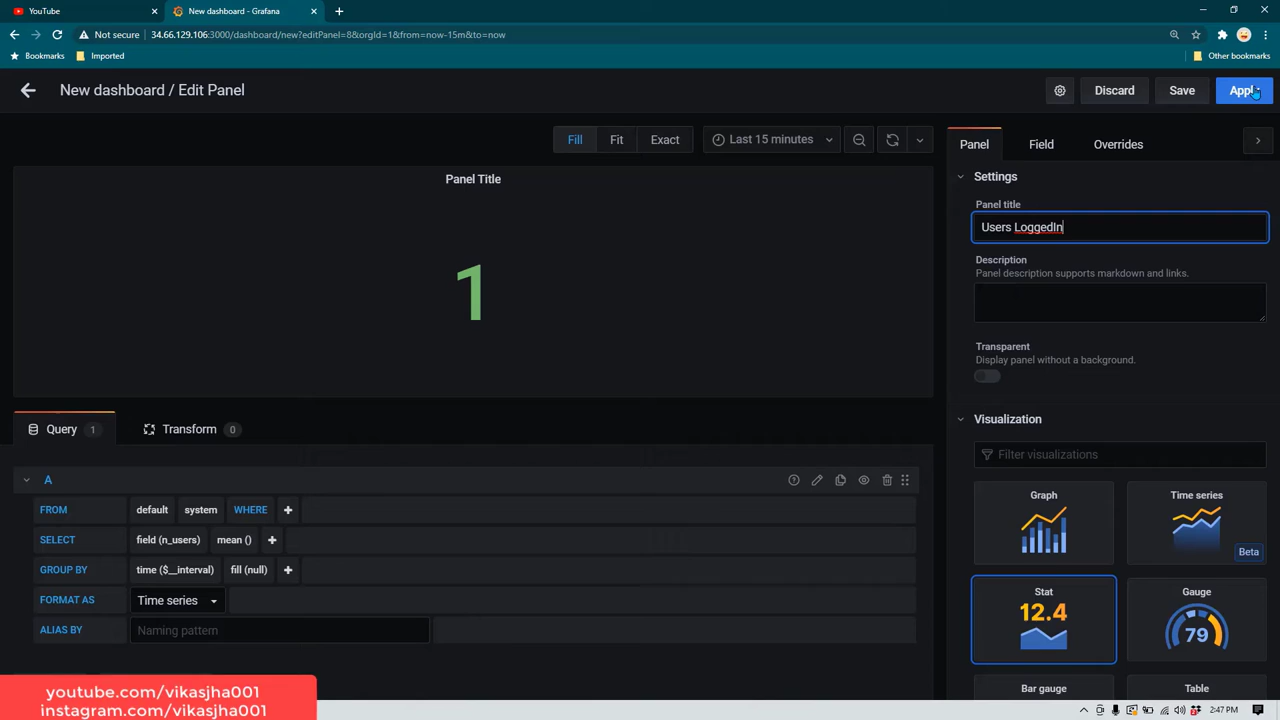 YouTube
New dashboard - Grafana
Not secure
34.66.129.106:3000/dashboard/new?editPanel=8&orgId=1&from=now-15m&to=now
Bookmarks
Imported
Other bookmarks
New dashboard / Edit Panel
Discard
Save
Apply
Fill
Fit
Exact
Last 15 minutes
Panel
Field
Overrides
Panel Title
1
Settings
Panel title
Users LoggedIn
Description
Panel description supports markdown and links.
Transparent
Display panel without a background.
Visualization
Filter visualizations
Graph
Time series
Beta
Stat
12.4
Gauge
79
Bar gauge
Table
Query 1
Transform 0
A
FROM default system WHERE +
SELECT field (n_users) mean () +
GROUP BY time ($__interval) fill (null) +
FORMAT AS Time series
ALIAS BY Naming pattern
youtube.com/vikasjha001
instagram.com/vikasjha001
2:47 PM